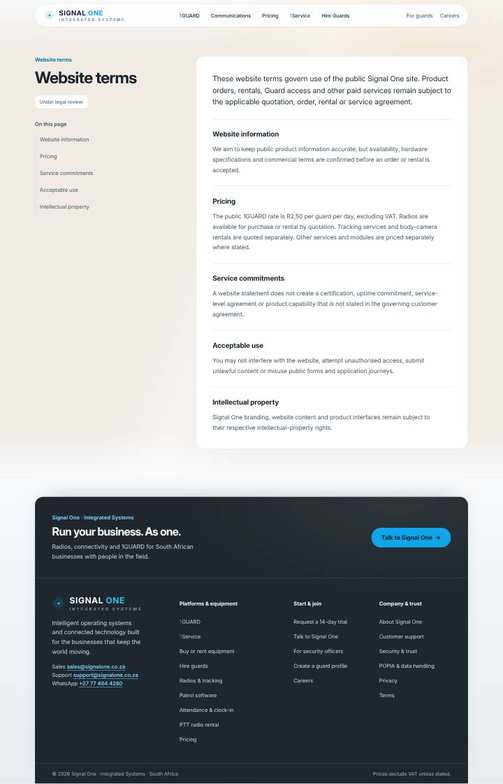 SIGNAL ONE
INTEGRATED SYSTEMS
1GUARD
Communications
Pricing
1Service
Hire Guards
For guards
Careers
Website terms
Website terms
Under legal review
On this page
Website information
Pricing
Service commitments
Acceptable use
Intellectual property
These website terms govern use of the public Signal One site. Product
orders, rentals, Guard access and other paid services remain subject to
the applicable quotation, order, rental or service agreement.
Website information
We aim to keep public product information accurate, but availability, hardware
specifications and commercial terms are confirmed before an order or rental is
accepted.
Pricing
The public 1GUARD rate is R2,50 per guard per day, excluding VAT. Radios are
available for purchase or rental by quotation. Tracking services and body-camera
rentals are quoted separately. Other services and modules are priced separately
where stated.
Service commitments
A website statement does not create a certification, uptime commitment, service-
level agreement or product capability that is not stated in the governing customer
agreement.
Acceptable use
You may not interfere with the website, attempt unauthorised access, submit
unlawful content or misuse public forms and application journeys.
Intellectual property
Signal One branding, website content and product interfaces remain subject to
their respective intellectual-property rights.
Signal One · Integrated Systems
Run your business. As one.
Radios, connectivity and 1GUARD for South African
businesses with people in the field.
Talk to Signal One →
SIGNAL ONE
INTEGRATED SYSTEMS
Intelligent operating systems
and connected technology built
for the businesses that keep the
world moving.
Sales sales@signalone.co.za
Support support@signalone.co.za
WhatsApp +27 77 484 4280
Platforms & equipment
1GUARD
1Service
Buy or rent equipment
Hire guards
Radios & tracking
Patrol software
Attendance & clock-in
PTT radio rental
Pricing
Start & join
Request a 14-day trial
Talk to Signal One
For security officers
Create a guard profile
Careers
Company & trust
About Signal One
Customer support
Security & trust
POPIA & data handling
Privacy
Terms
© 2026 Signal One · Integrated Systems · South Africa
Prices exclude VAT unless stated.